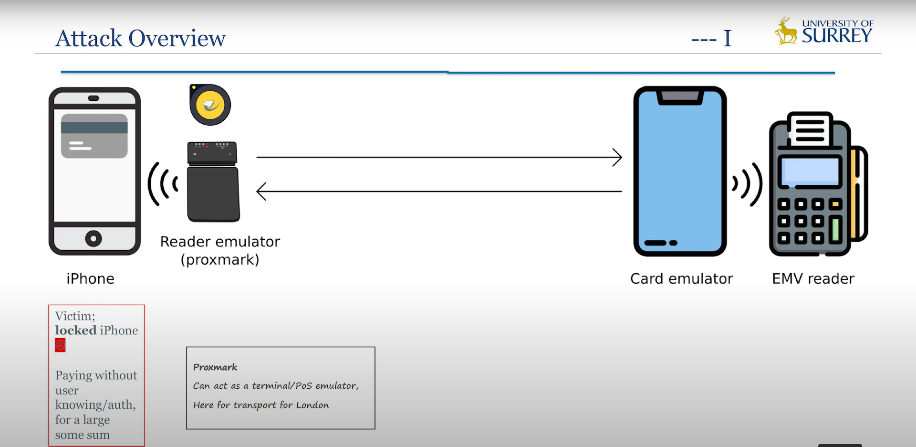 Attack Overview
--- I
UNIVERSITY OF
SURREY
Reader emulator
(proxmark)
iPhone
Card emulator
EMV reader
Victim;
locked iPhone
Paying without
user
knowing/auth,
for a large
some sum
Proxmark
Can act as a terminal/PoS emulator,
Here for transport for London